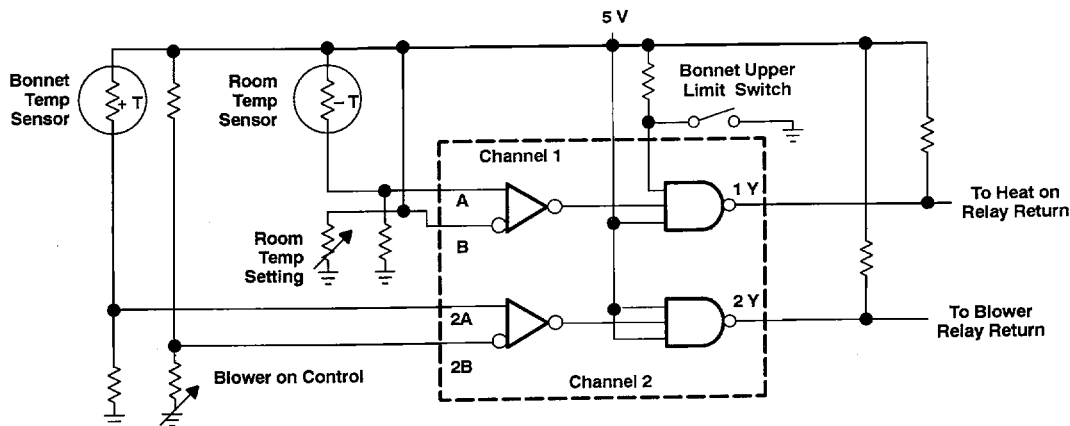 5 V
Bonnet
Temp
Sensor
+ T
Room
Temp
Sensor
– T
Bonnet Upper
Limit Switch
Channel 1
A
B
1 Y
To Heat on
Relay Return
Room
Temp
Setting
2A
2B
2 Y
To Blower
Relay Return
Blower on Control
Channel 2